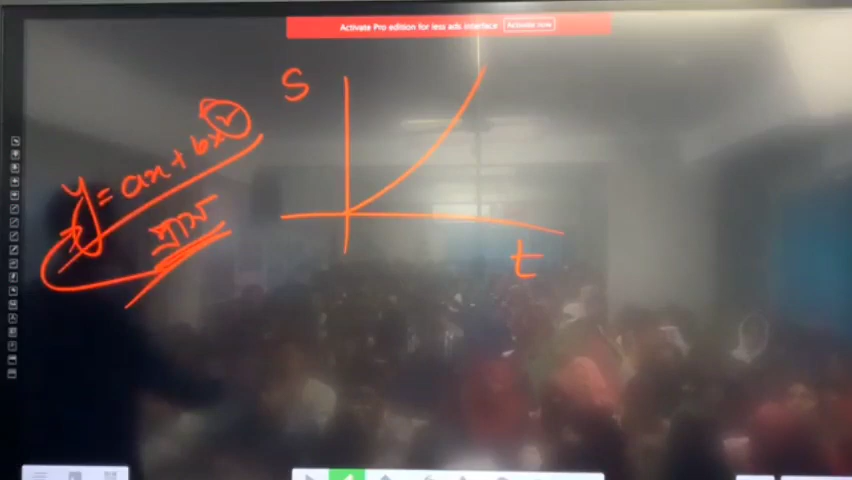 Activate Pro edition for less ads interface Activate now
S
y = ax + bx²
t